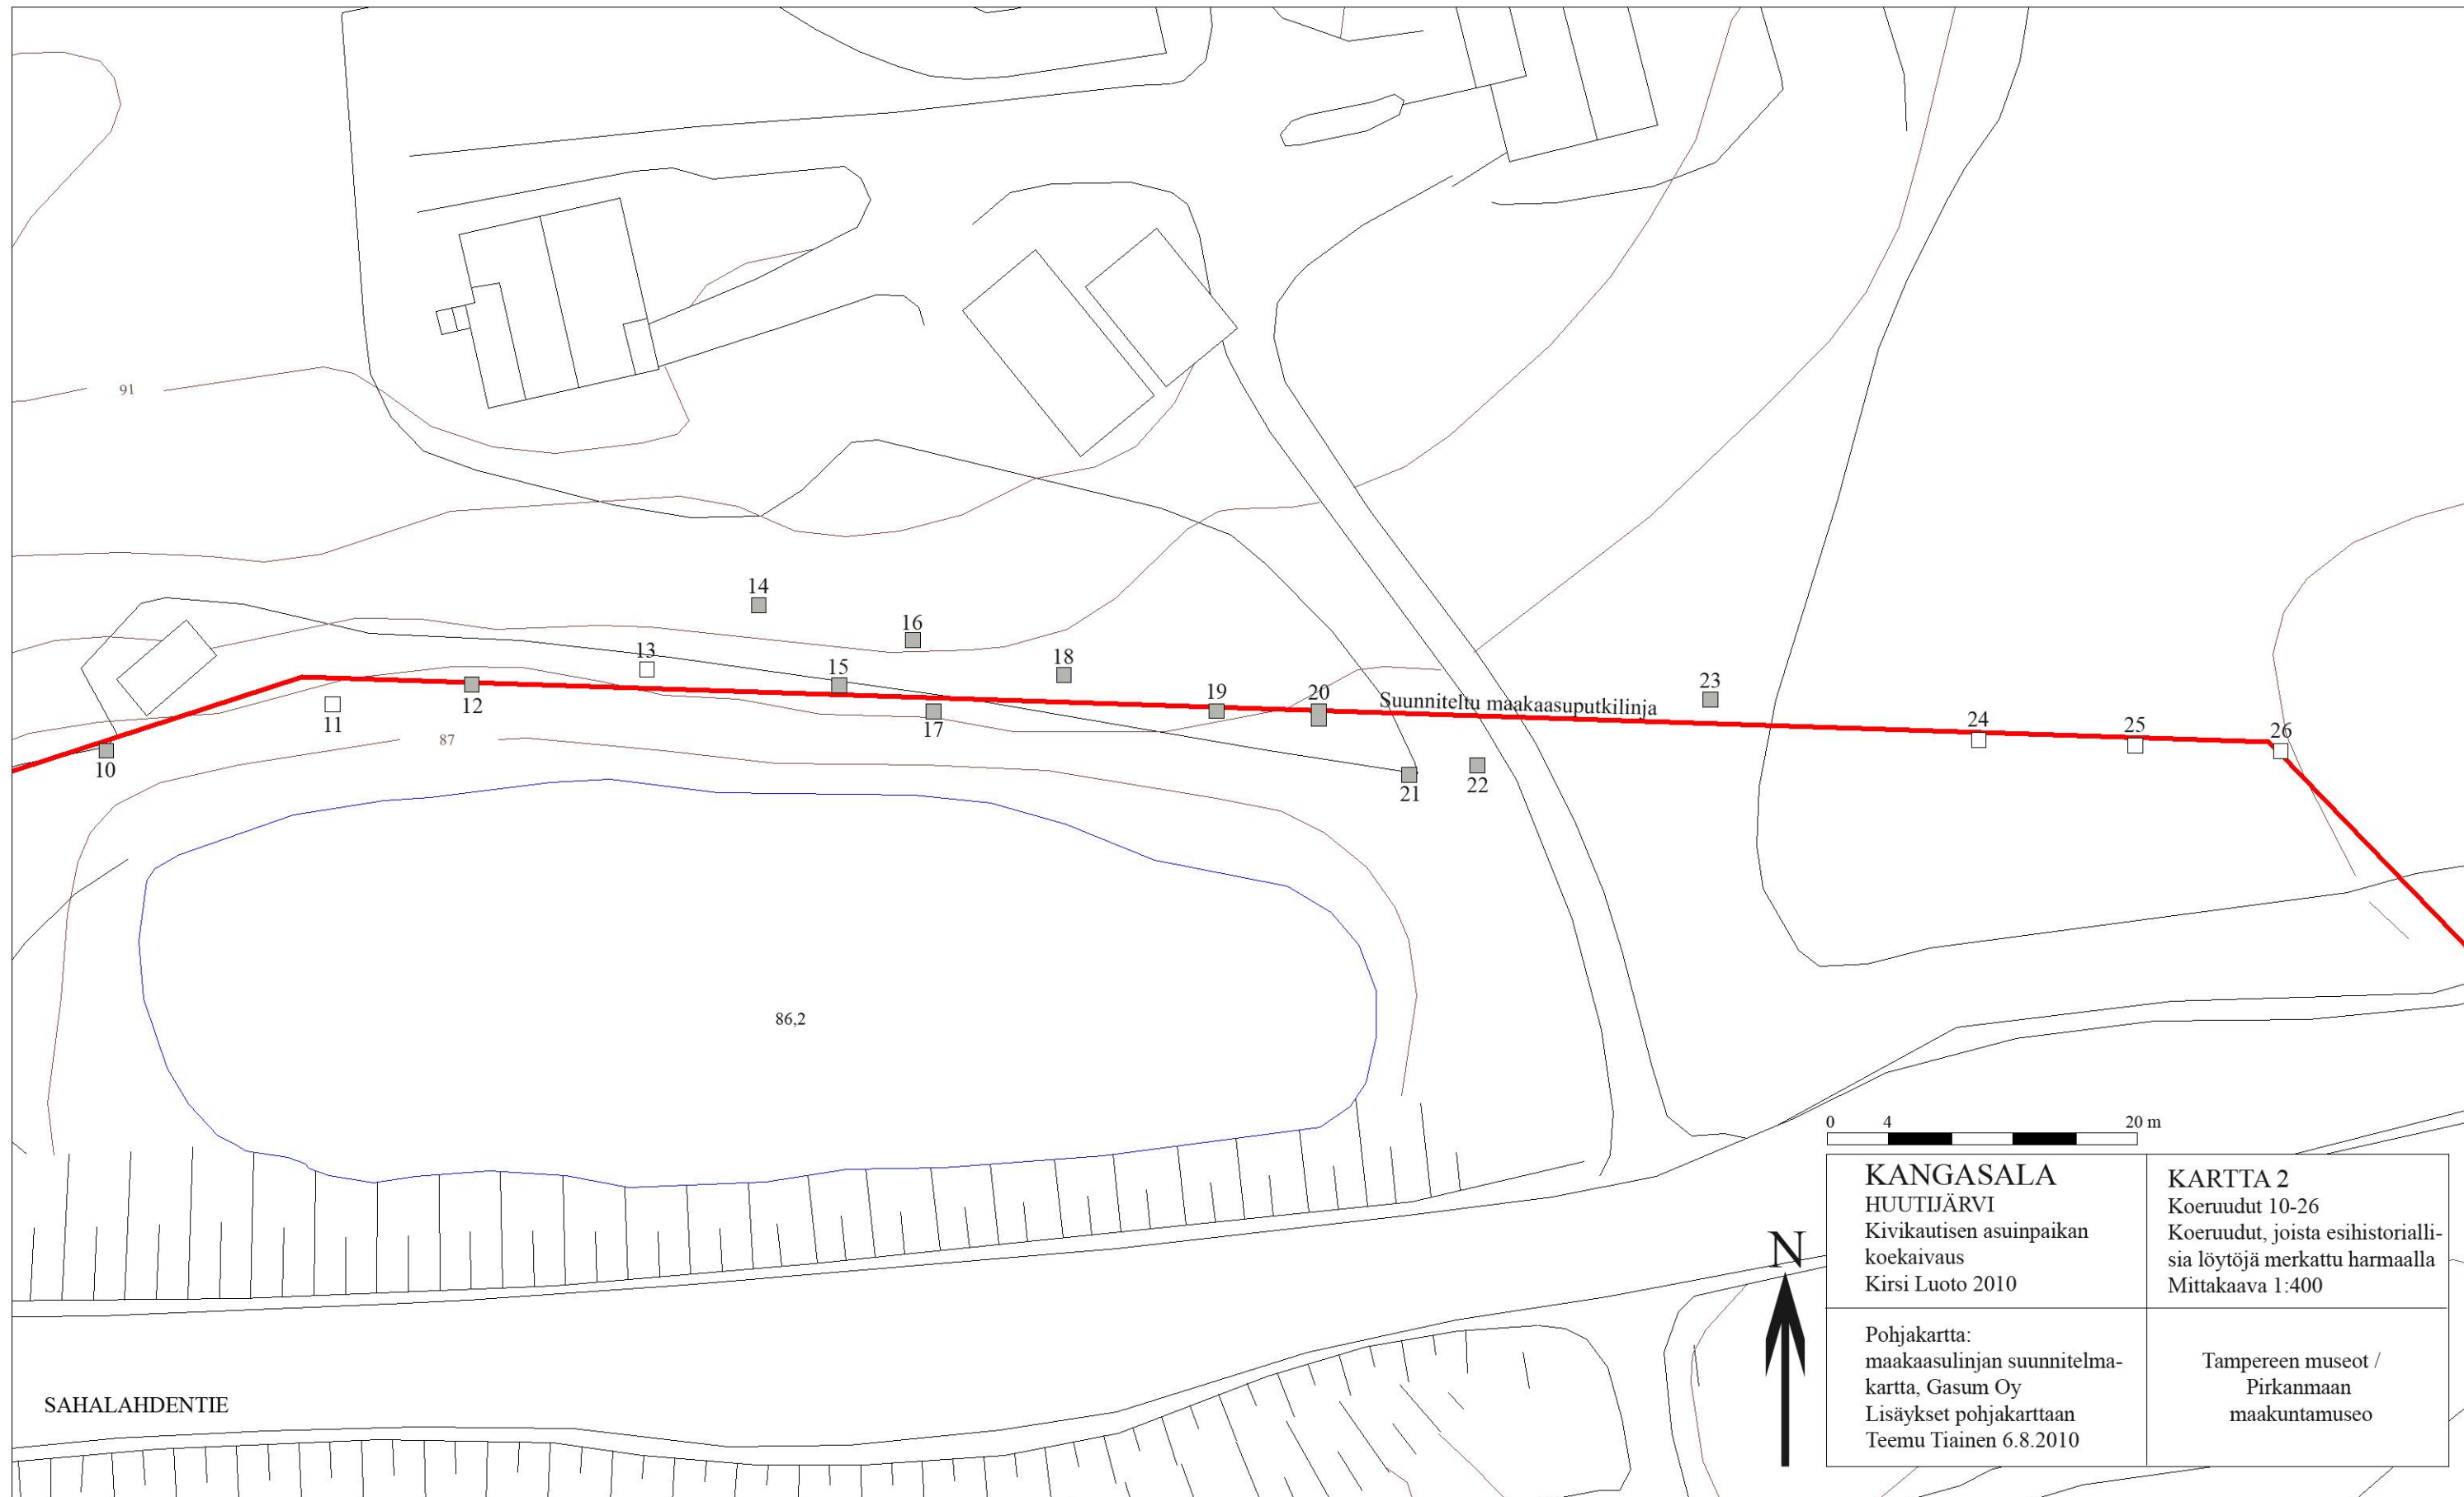 91
14
16
13
15
18
19
20
23
Suunniteltu maakaasuputkilinja
12
11
17
24
25
26
87
10
21
22
86,2
0 4 20 m
KANGASALA
HUUTIJÄRVI
Kivikautisen asuinpaikan
koekaivaus
Kirsi Luoto 2010
KARTTA 2
Koeruudut 10-26
Koeruudut, joista esihistorialli-
sia löytöjä merkattu harmaalla
Mittakaava 1:400
N
Pohjakartta:
maakaasulinjan suunnitelma-
kartta, Gasum Oy
Lisäykset pohjakarttaan
Teemu Tiainen 6.8.2010
Tampereen museot /
Pirkanmaan
maakuntamuseo
SAHALAHDENTIE